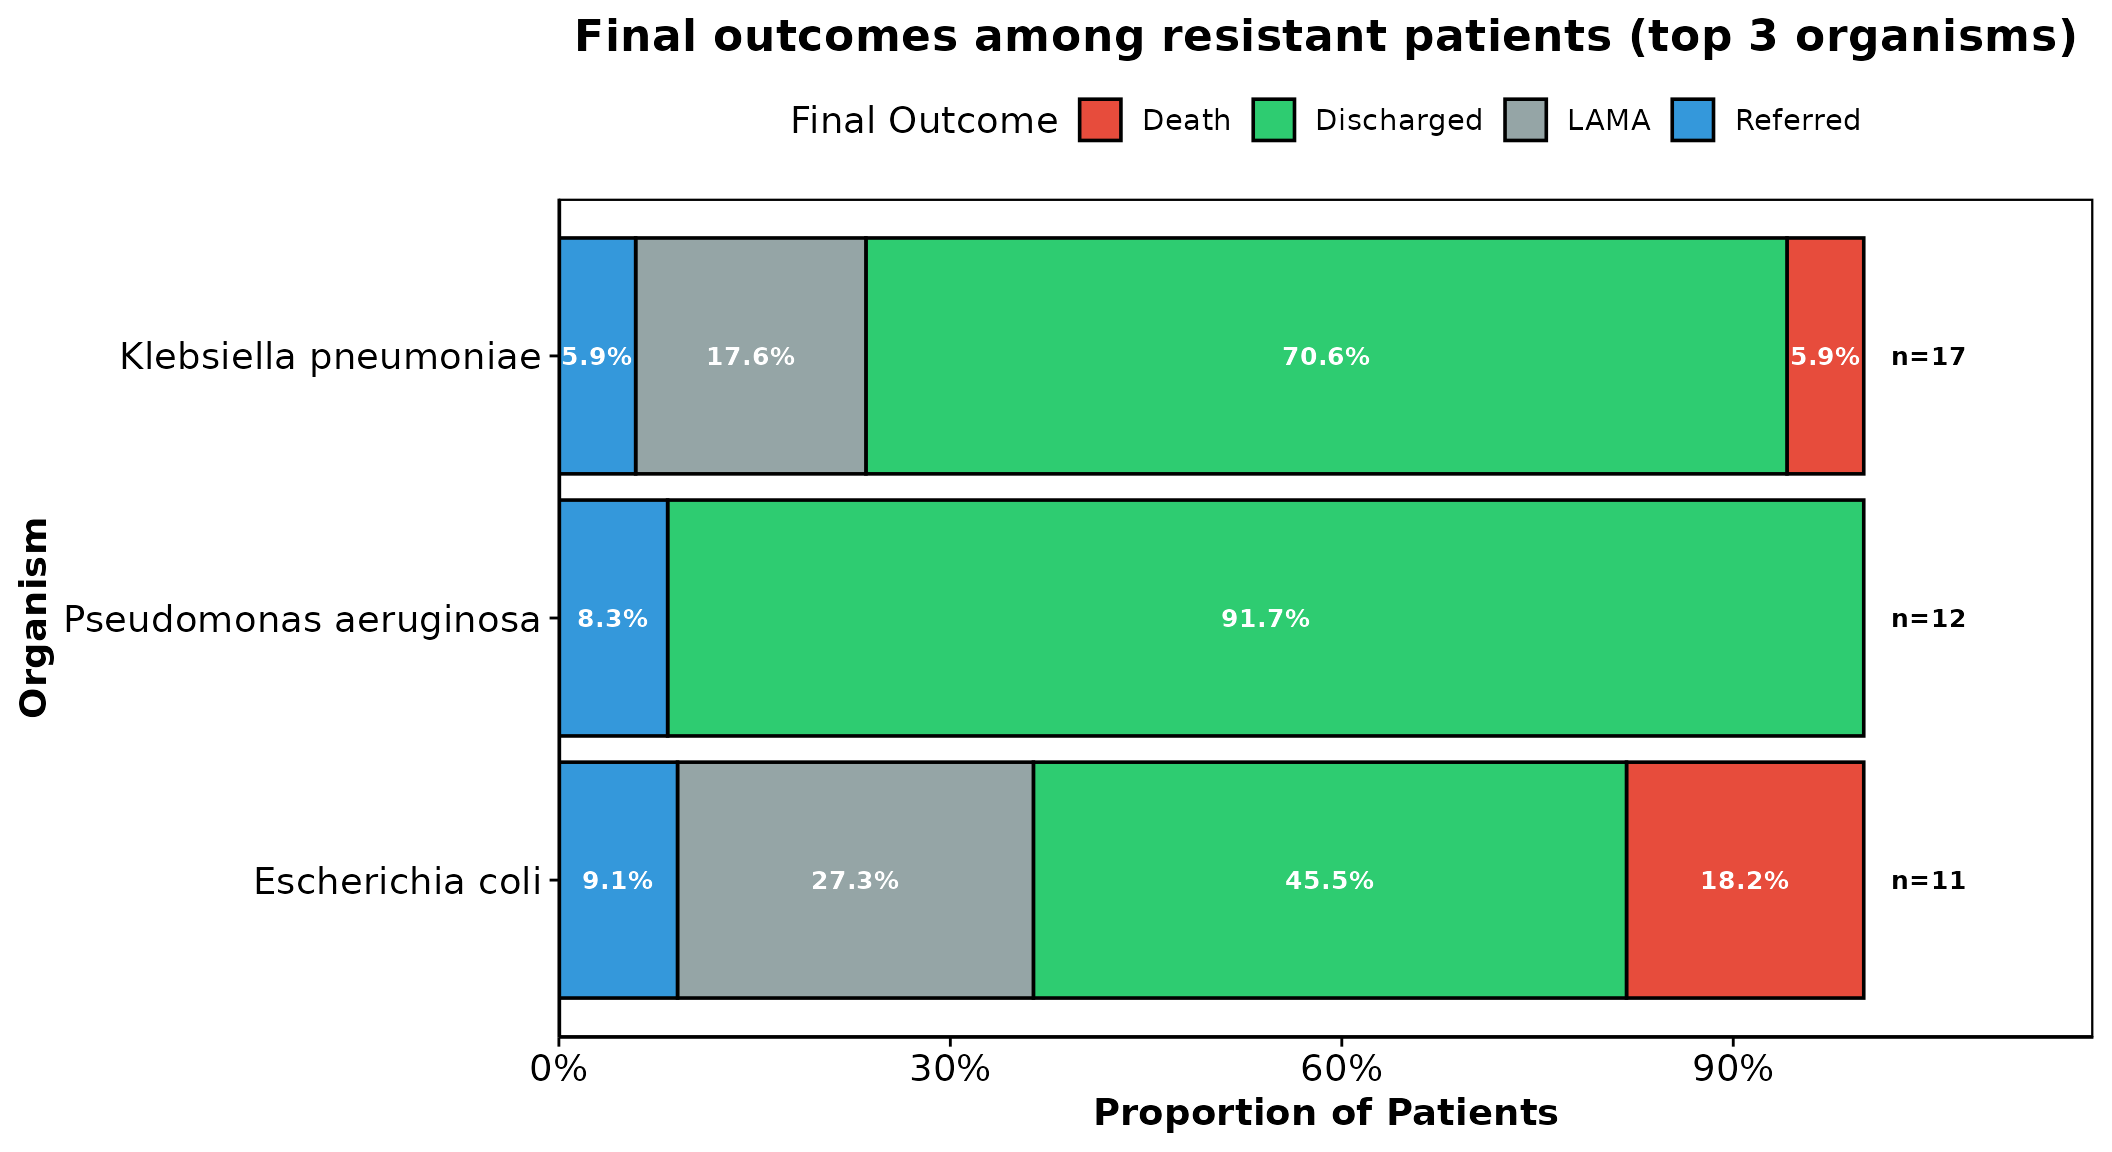 Final outcomes among resistant patients (top 3 organisms)
Final Outcome Death Discharged LAMA Referred
Klebsiella pneumoniae 5.9% 17.6% 70.6% 5.9% n=17
Pseudomonas aeruginosa 8.3% 91.7% n=12
Escherichia coli 9.1% 27.3% 45.5% 18.2% n=11
Organism
0% 30% 60% 90%
Proportion of Patients